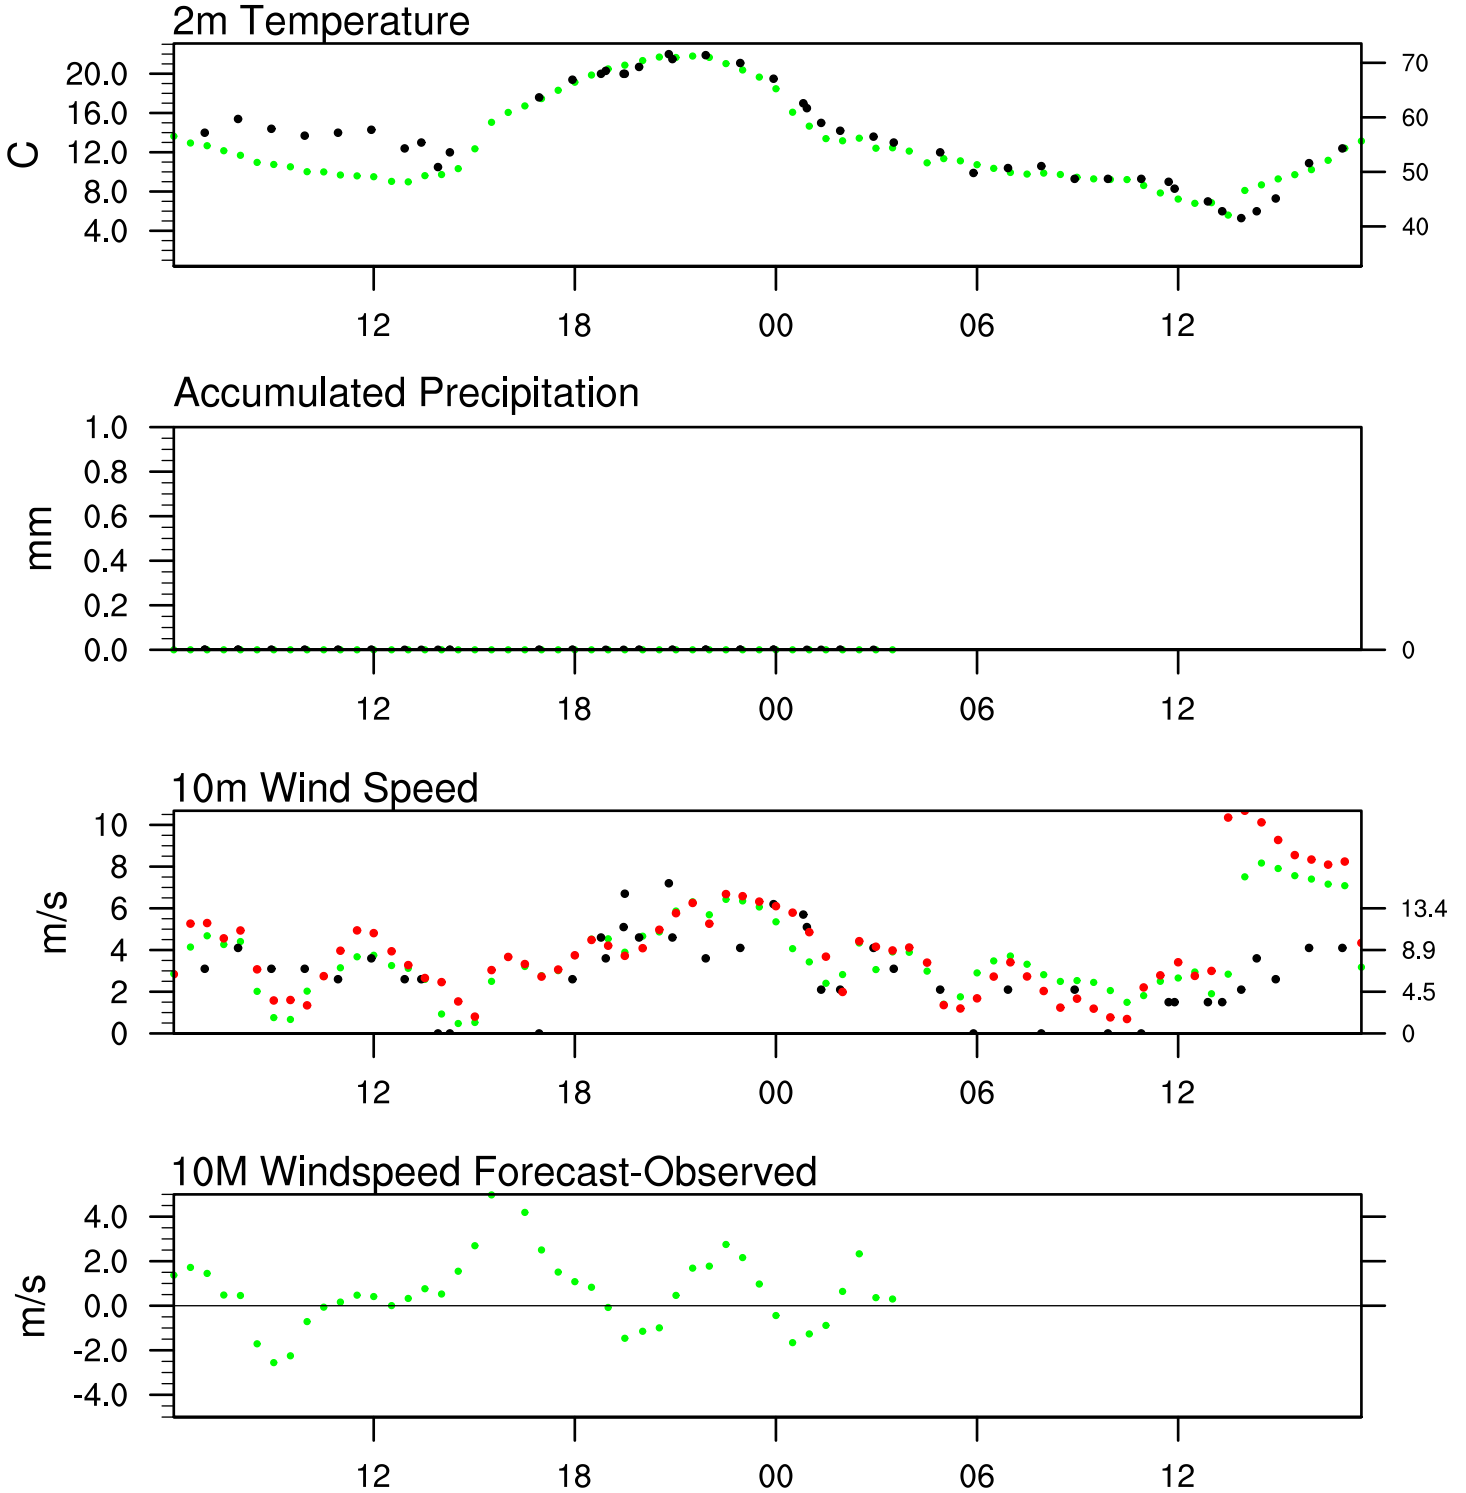 2m Temperature
20.0
16.0
12.0
8.0
4.0
C
70
60
50
40
12 18 00 06 12
Accumulated Precipitation
1.0
0.8
0.6
0.4
0.2
0.0
mm
0
12 18 00 06 12
10m Wind Speed
10
8
6
4
2
0
m/s
13.4
8.9
4.5
0
12 18 00 06 12
10M Windspeed Forecast-Observed
4.0
2.0
0.0
-2.0
-4.0
m/s
12 18 00 06 12